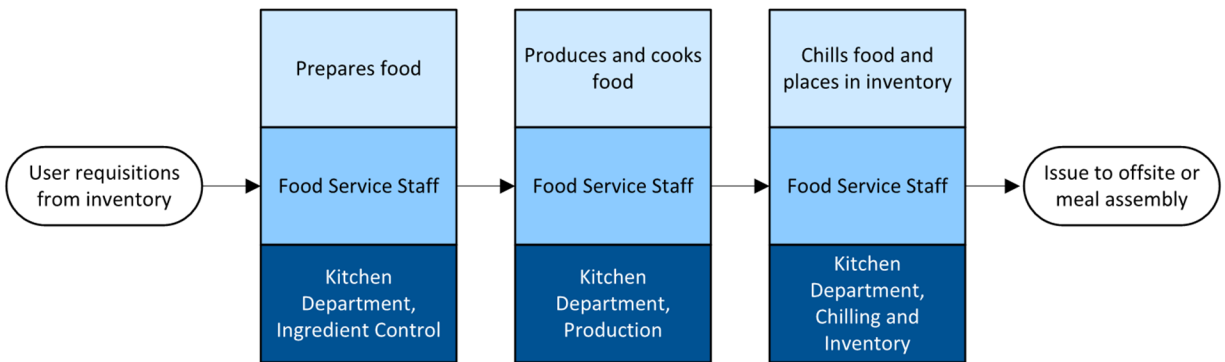 User requisitions
from inventory
Prepares food
Food Service Staff
Kitchen
Department,
Ingredient Control
Produces and cooks
food
Food Service Staff
Kitchen
Department,
Production
Chills food and
places in inventory
Food Service Staff
Kitchen
Department,
Chilling and
Inventory
Issue to offsite or
meal assembly